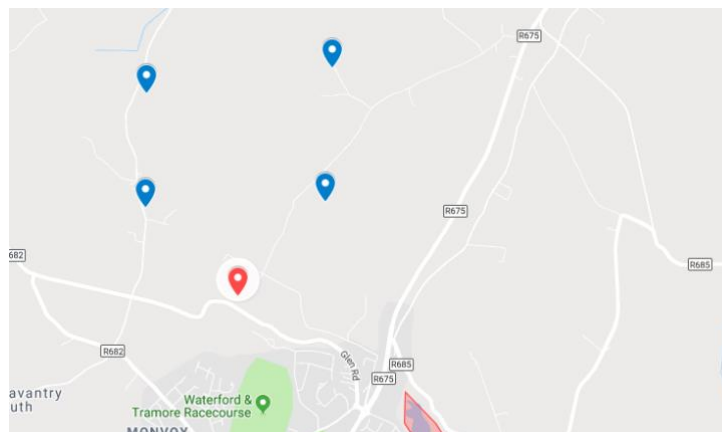 R675
R675
682
R685
R682
Glen Rd
R685
R675
avantry
uth
Waterford &
Tramore Racecourse
MONVOY